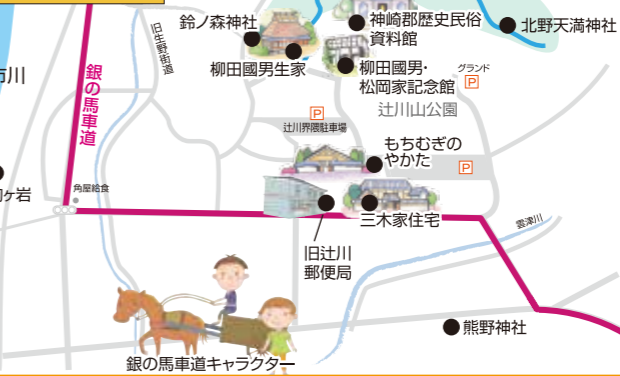 鈴ノ森神社
旧生野街道
神崎郡歴史民俗
資料館
北野天満神社
柳田國男生家
柳田國男・
松岡家記念館
グランド
P
辻川山公園
市川
銀の馬車道
P
辻川界隈駐車場
もちむぎの
やかた
P
ヶ岩
角屋給食
三木家住宅
旧辻川
郵便局
雲津川
熊野神社
銀の馬車道キャラクター